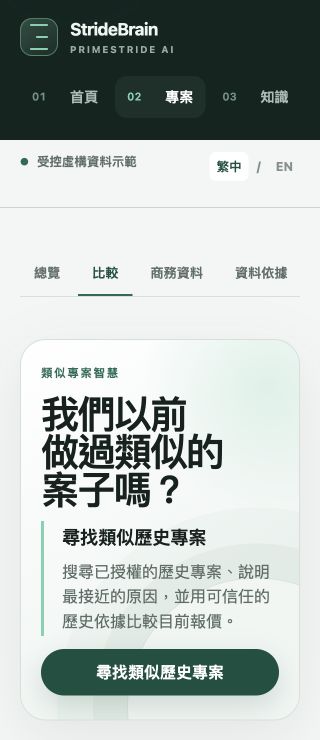 StrideBrain
PRIMESTRIDE AI
01 首頁 02 專案 03 知識
受控虛構資料示範 繁中 / EN
總覽 比較 商務資料 資料依據
類似專案智慧
我們以前
做過類似的
案子嗎？
尋找類似歷史專案
搜尋已授權的歷史專案、說明
最接近的原因，並用可信任的
歷史依據比較目前報價。
尋找類似歷史專案